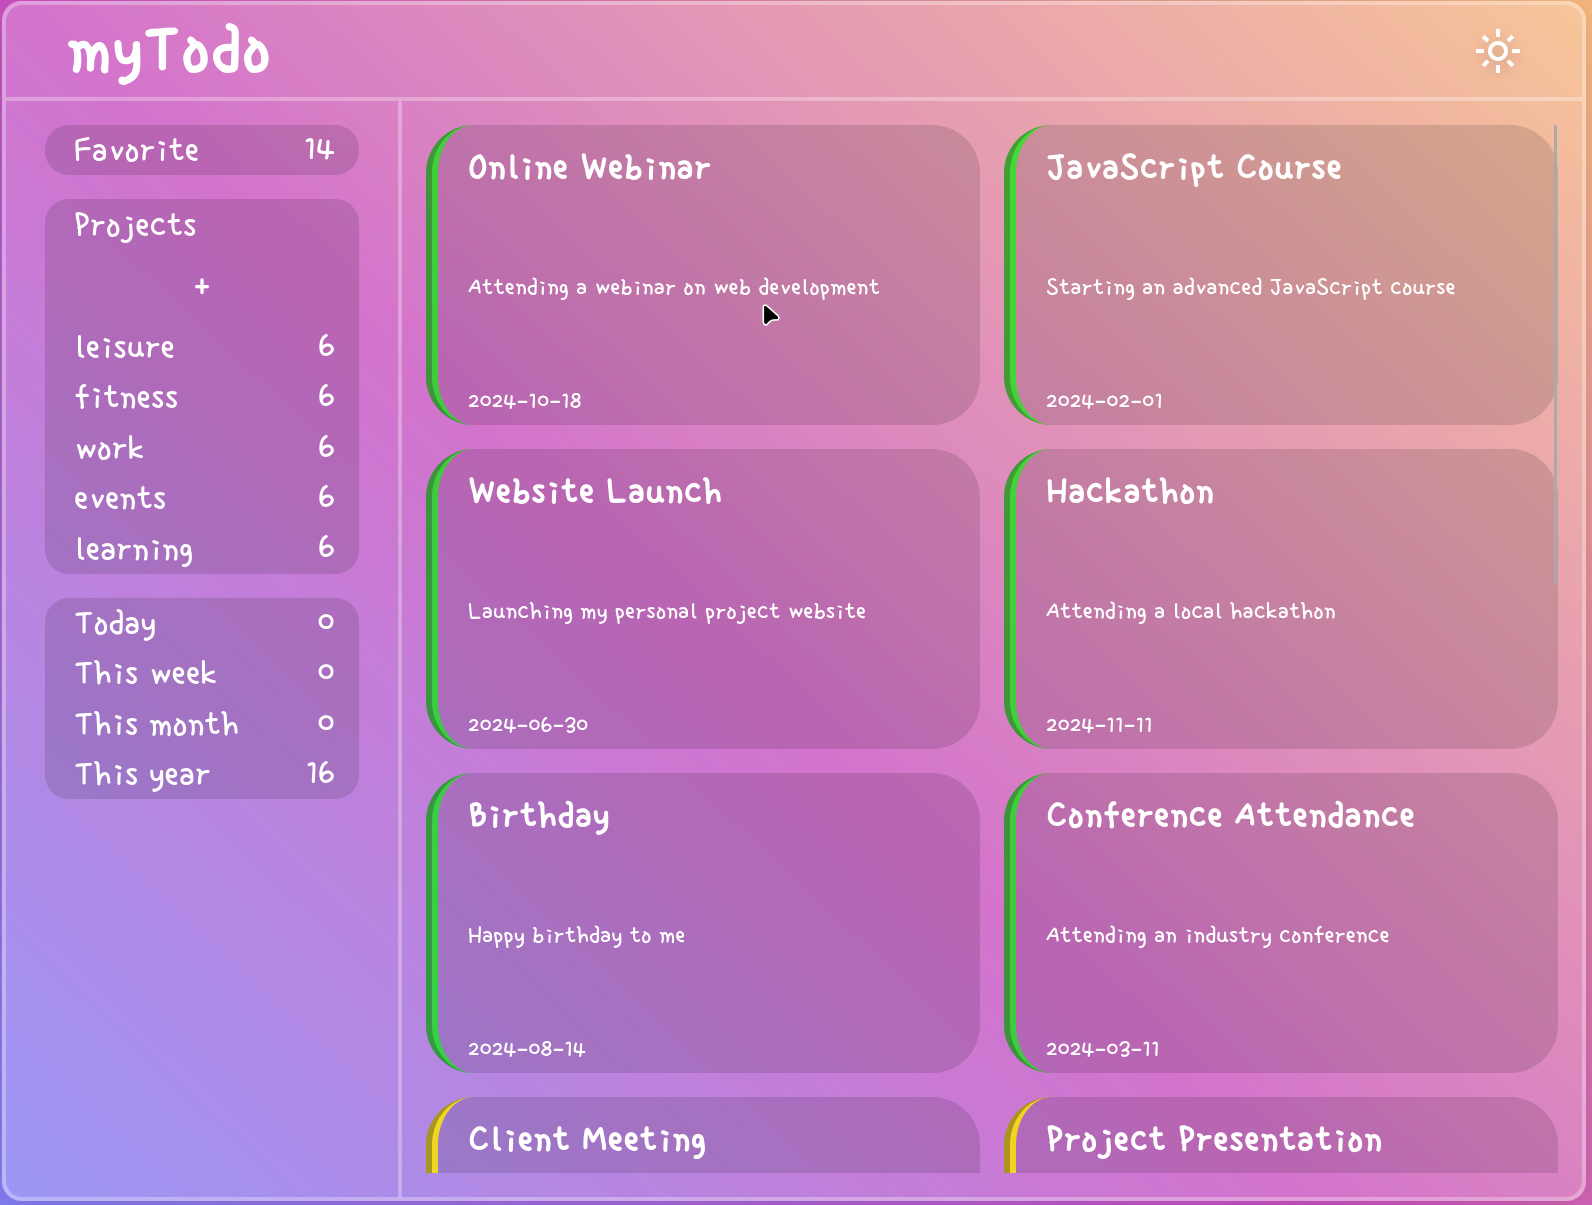 myTodo
Favorite 14
Projects
+
leisure 6
fitness 6
work 6
events 6
learning 6
Today 0
This week 0
This month 0
This year 16
Online Webinar
Attending a webinar on web development
2024-10-18
JavaScript Course
Starting an advanced JavaScript course
2024-02-01
Website Launch
Launching my personal project website
2024-06-30
Hackathon
Attending a local hackathon
2024-11-11
Birthday
Happy birthday to me
2024-08-14
Conference Attendance
Attending an industry conference
2024-03-11
Client Meeting
Project Presentation